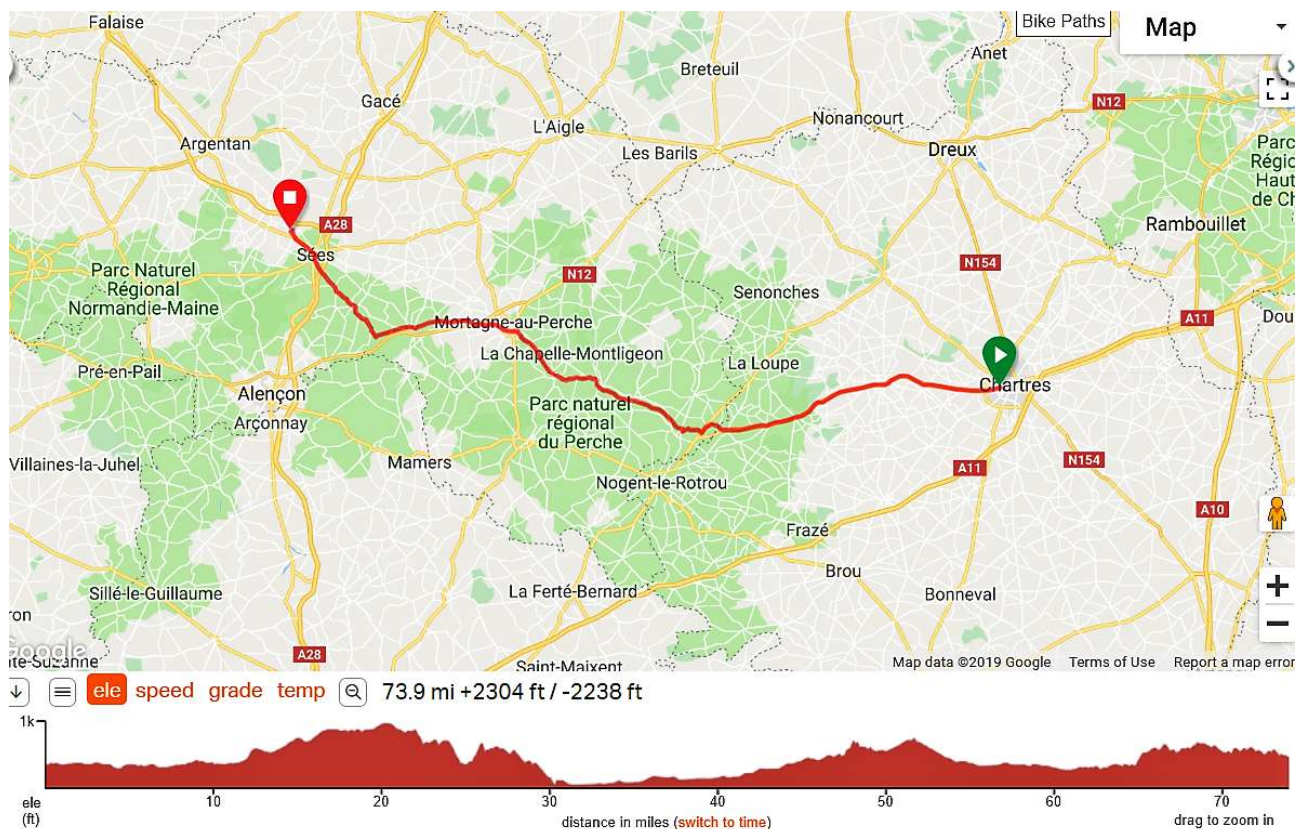 Falaise
Bike Paths
Map
Anet
Breteuil
Gacé
N12
Nonancourt
L'Aigle
Argentan
Les Barils
Dreux
Parc
Régio
Haut
de Ch
A28
Rambouillet
Sées
Parc Naturel
Régional
Normandie-Maine
N12
N154
Senonches
Mortagne-au-Perche
A11
Dou
La Chapelle-Montligeon
La Loupe
Pré-en-Pail
Chartres
Alençon
Arçonnay
Parc naturel
régional
du Perche
Villaines-la-Juhel
Mamers
A11
N154
Nogent-le-Rotrou
A10
Frazé
Brou
Sillé-le-Guillaume
La Ferté-Bernard
Bonneval
ron
Google
A28
nte-Suzanne
Saint-Maixent
Map data ©2019 Google Terms of Use Report a map error
ele speed grade temp 73.9 mi +2304 ft / -2238 ft
1k
10 20 30 40 50 60 70
ele
(ft)
distance in miles (switch to time)
drag to zoom in